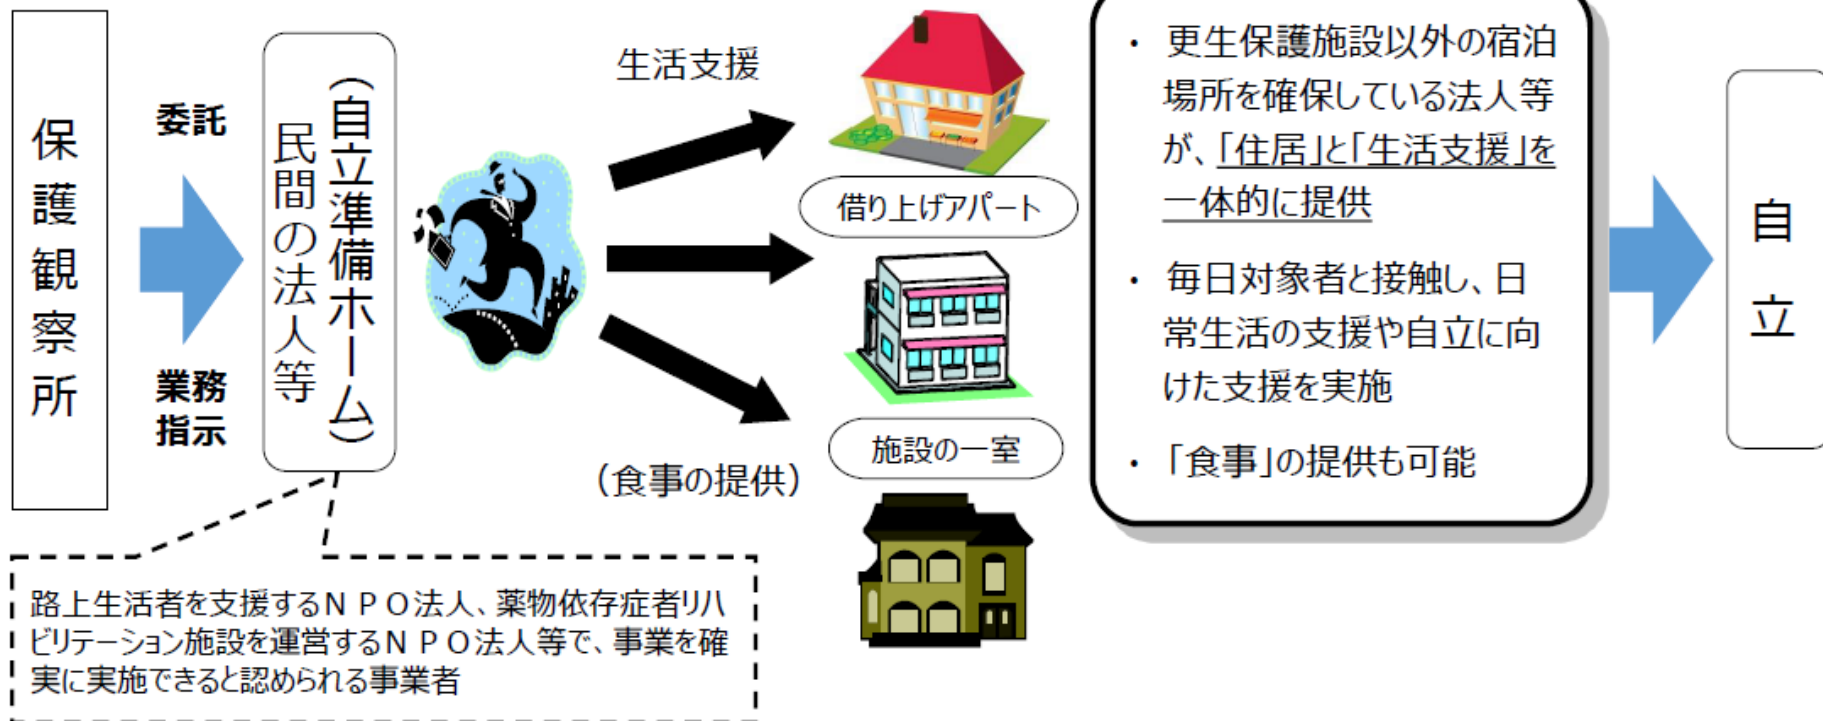 保護観察所
委託
業務
指示
(自立準備ホーム)
民間の法人等
生活支援
(食事の提供)
借り上げアパート
施設の一室
・ 更生保護施設以外の宿泊
場所を確保している法人等
が、「住居」と「生活支援」を
一体的に提供
・ 毎日対象者と接触し、日
常生活の支援や自立に向
けた支援を実施
・ 「食事」の提供も可能
自立
路上生活者を支援するNPO法人、薬物依存症者リハ
ビリテーション施設を運営するNPO法人等で、事業を確
実に実施できると認められる事業者